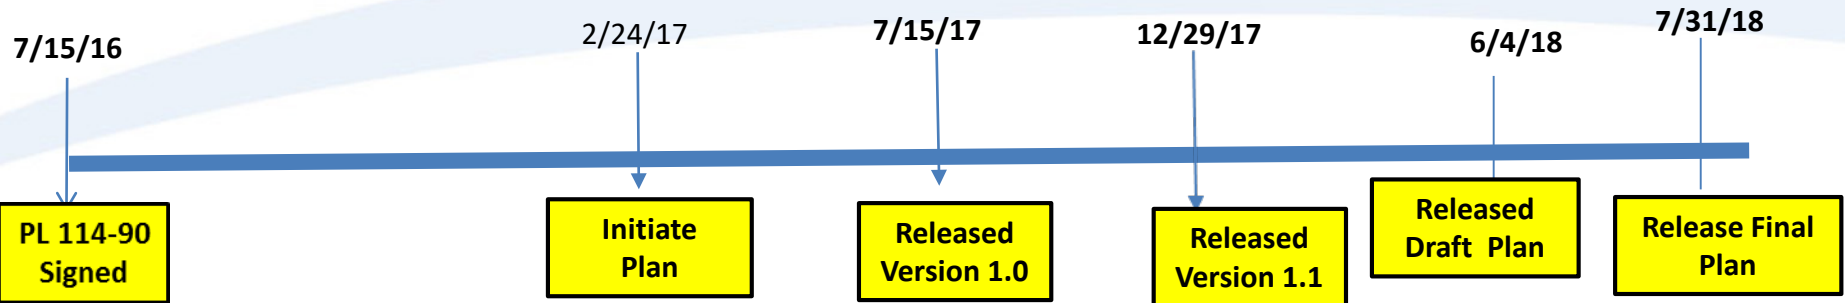 7/15/16
2/24/17
7/15/17
12/29/17
6/4/18
7/31/18
PL 114-90
Signed
Initiate
Plan
Released
Version 1.0
Released
Version 1.1
Released
Draft Plan
Release Final
Plan